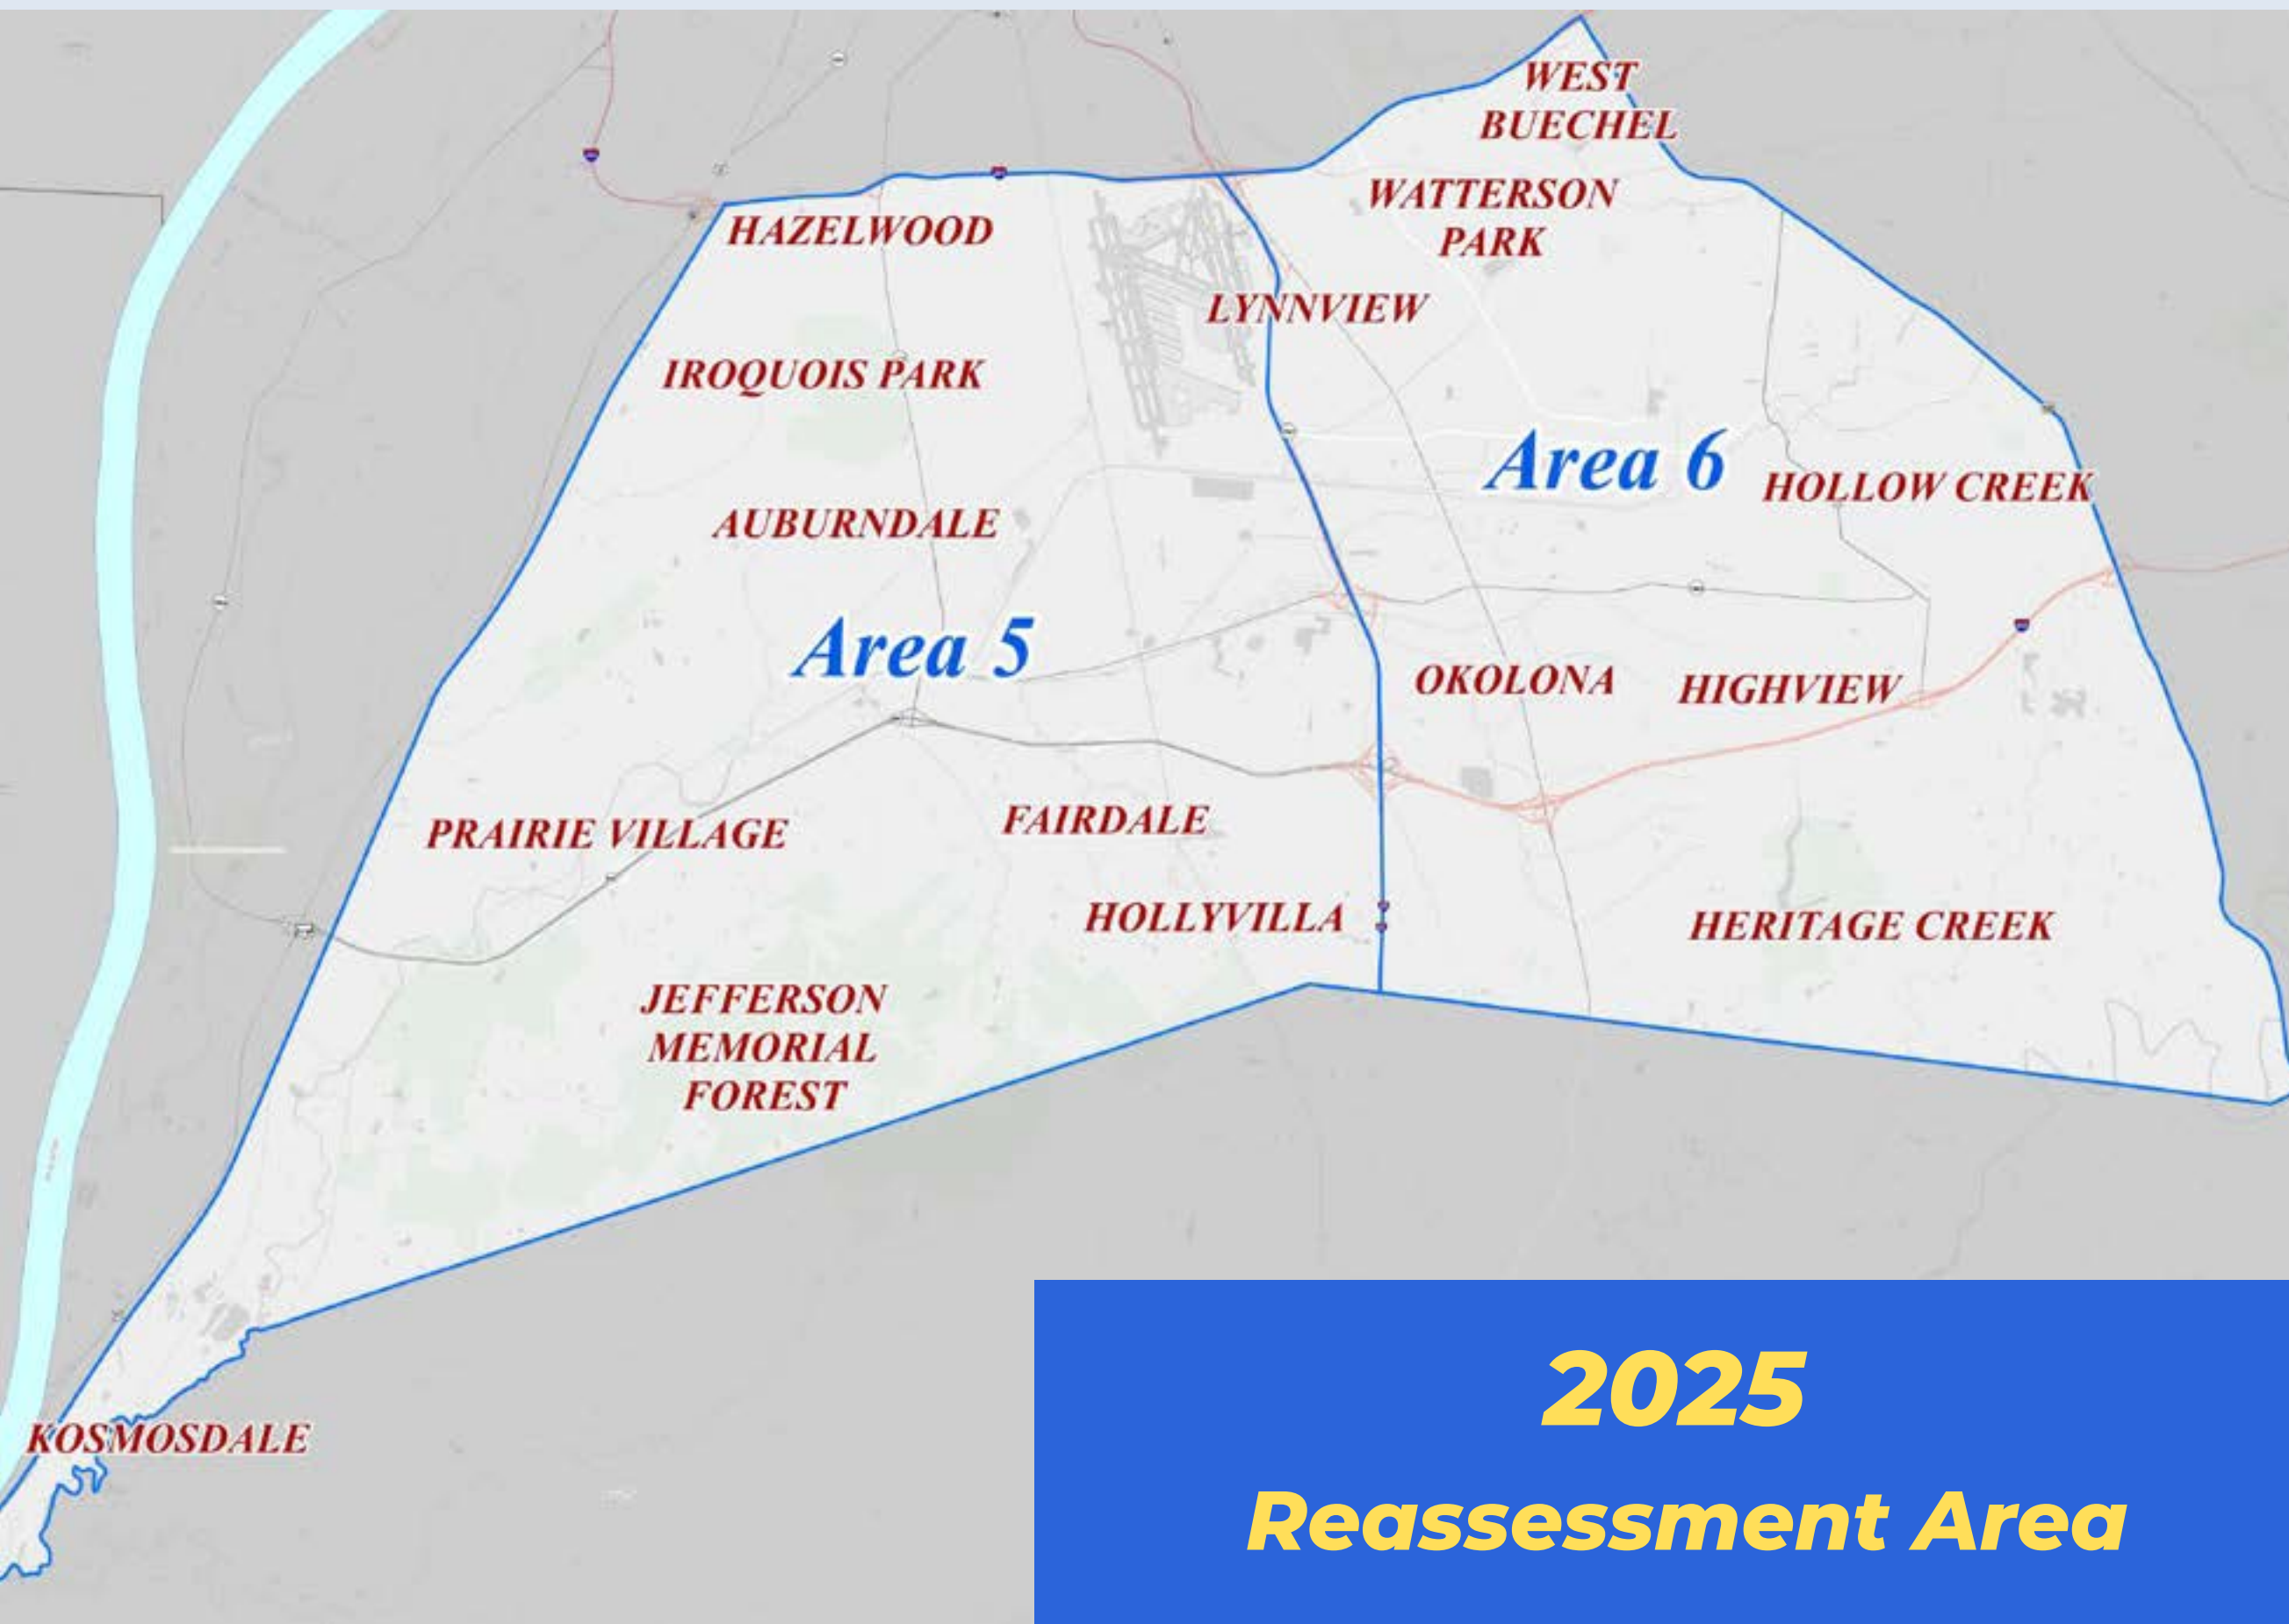 WEST
BUECHEL
WATTERSON
PARK
HAZELWOOD
LYNNVIEW
IROQUOIS PARK
Area 6
HOLLOW CREEK
AUBURNDALE
Area 5
OKOLONA
HIGHVIEW
PRAIRIE VILLAGE
FAIRDALE
HOLLYVILLA
HERITAGE CREEK
JEFFERSON
MEMORIAL
FOREST
KOSMOSDALE
2025
Reassessment Area